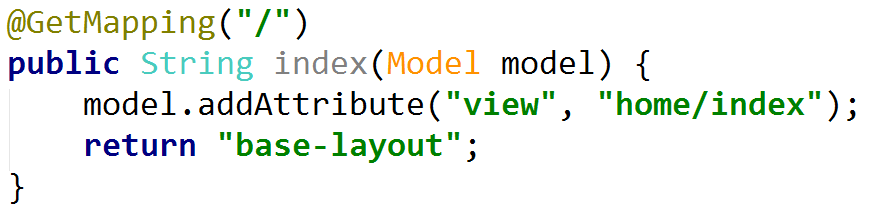 @GetMapping("/")
public String index(Model model) {
    model.addAttribute("view", "home/index");
    return "base-layout";
}